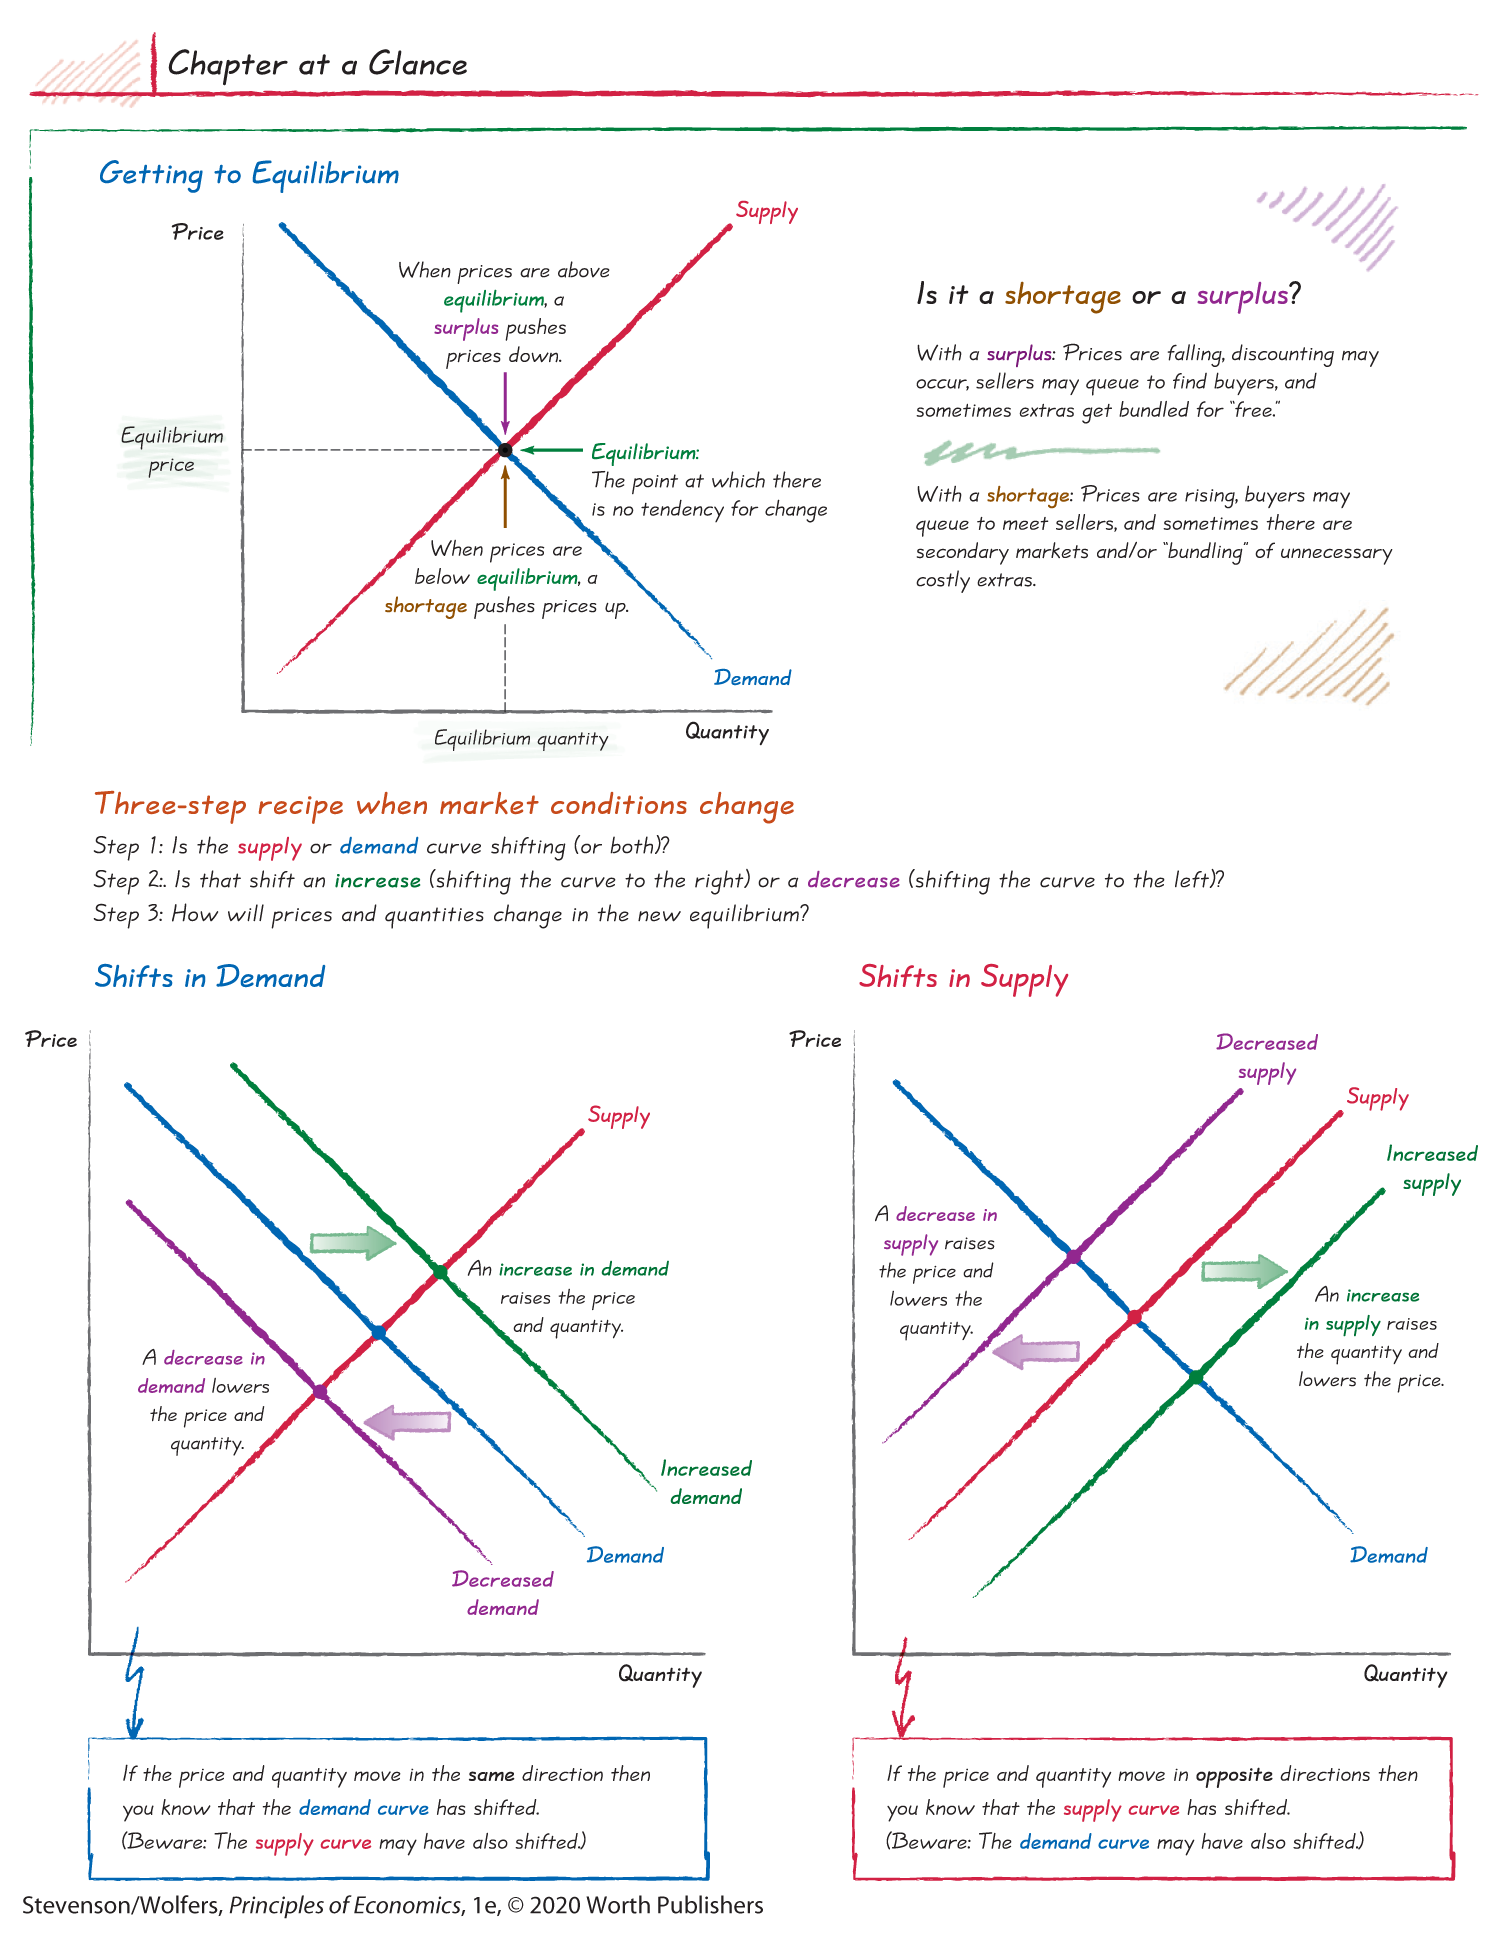 Chapter at a Glance
Getting to Equilibrium
Price
Supply
When prices are above
equilibrium, a
surplus pushes
prices down.
Equilibrium
price
Equilibrium:
The point at which there
is no tendency for change
When prices are
below equilibrium, a
shortage pushes prices up.
Demand
Equilibrium quantity
Quantity
Is it a shortage or a surplus?
With a surplus: Prices are falling, discounting may
occur, sellers may queue to find buyers, and
sometimes extras get bundled for “free.”
With a shortage: Prices are rising, buyers may
queue to meet sellers, and sometimes there are
secondary markets and/or “bundling” of unnecessary
costly extras.
Three-step recipe when market conditions change
Step 1: Is the supply or demand curve shifting (or both)?
Step 2:. Is that shift an increase (shifting the curve to the right) or a decrease (shifting the curve to the left)?
Step 3: How will prices and quantities change in the new equilibrium?
Shifts in Demand
Price
Supply
An increase in demand
raises the price
and quantity.
A decrease in
demand lowers
the price and
quantity.
Increased
demand
Demand
Decreased
demand
Quantity
If the price and quantity move in the same direction then
you know that the demand curve has shifted.
(Beware: The supply curve may have also shifted.)
Shifts in Supply
Price
Decreased
supply
Supply
Increased
supply
A decrease in
supply raises
the price and
lowers the
quantity.
An increase
in supply raises
the quantity and
lowers the price.
Demand
Quantity
If the price and quantity move in opposite directions then
you know that the supply curve has shifted.
(Beware: The demand curve may have also shifted.)
Stevenson/Wolfers, Principles of Economics, 1e, © 2020 Worth Publishers